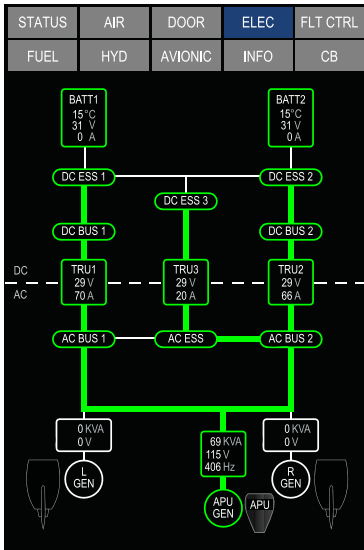 STATUS AIR DOOR ELEC FLT CTRL
FUEL HYD AVIONIC INFO CB
BATT1
15°C
31 V
0 A
BATT2
15°C
31 V
0 A
DC ESS 1
DC ESS 2
DC ESS 3
DC BUS 1
DC BUS 2
DC
AC
TRU1
29 V
70 A
TRU3
29 V
20 A
TRU2
29 V
66 A
AC BUS 1
AC ESS
AC BUS 2
0 KVA
0 V
69 KVA
115 V
406 Hz
0 KVA
0 V
L
GEN
APU
GEN
APU
R
GEN